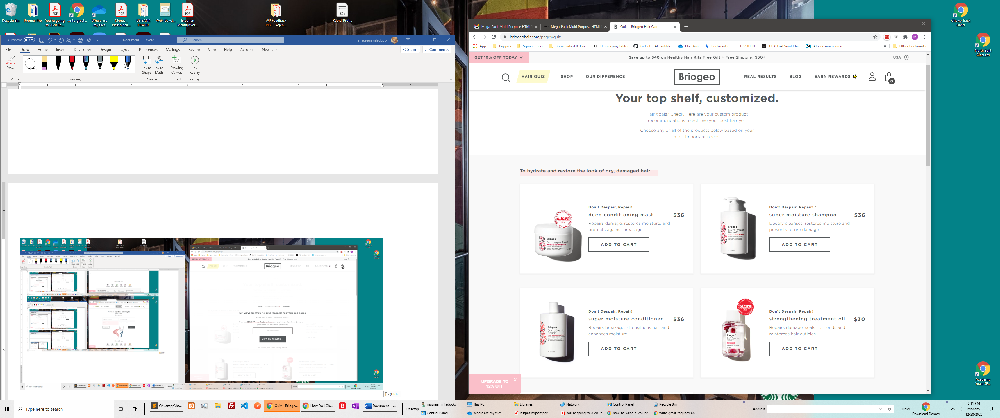 Recycle Bin
Premier Pro
You're going to 2020 Re...
write-great...
Where are my files
Menus _ Nesso Itali...
US BANK FRAUD
Web-Devel...
Experian IdentityWor...
WP FeedBack PRO - Agen...
Rapid-Prot...
Chewy Track Order
North Split Closures
Academy Yoast SE...
AutoSave Off
Document1 - Word
Search
maureen mladucky
File Draw Home Insert Developer Design Layout References Mailings Review View Help Acrobat New Tab
Share Comments
Draw
Ink to Shape
Ink to Math
Drawing Canvas
Ink Replay
Input Mode Drawing Tools Convert Insert Replay
(Ctrl)
Mega-Pack Multi Purpose HTML
Mega-Pack Multi Purpose HTML
Quiz – Briogeo Hair Care
briogeohair.com/pages/quiz
Apps Puppies Square Space Bookmarked Before... Hemingway Editor GitHub - Alecaddd/... OneDrive Bookmarks DISSIDENT 1128 East Saint Clai... African american w... » Other bookmarks
GET 10% OFF TODAY
Save up to $40 on Healthy Hair Kits Free Gift + Free Shipping $60+
USA
HAIR QUIZ SHOP OUR DIFFERENCE
Briogeo
REAL RESULTS BLOG EARN REWARDS
0
Your top shelf, customized.
Hair goals? Check. Here are your custom product
recommendations to achieve your best hair yet.
Choose any or all of the products below based on your
most important needs.
To hydrate and restore the look of dry, damaged hair...
Don't Despair, Repair!
deep conditioning mask $36
Repairs damage, restores moisture, and
protects against breakage.
ADD TO CART
Don't Despair, Repair!™
super moisture shampoo $36
Deeply cleanses, restores moisture and
prevents future damage.
ADD TO CART
Don't Despair, Repair!
super moisture conditioner $36
Repairs breakage, strengthens hair and
enhances moisture.
ADD TO CART
Don't Despair, Repair!
strengthening treatment oil $30
Repairs damage, seals split ends and
reinforces hair cuticles.
ADD TO CART
UPGRADE TO
12% OFF
X
Type here to search
C:\xampp\ht...
Quiz – Brioge...
How Do I Ch...
Document1 -...
Desktop
maureen mladucky This PC Libraries Network Control Panel Recycle Bin
Control Panel Where are my files lastpassexport.pdf You're going to 2020 Re... how-to-write-a-volunt... write-great-taglines-an...
Address
Links
Download Demos
8:11 PM
Monday
12/28/2020